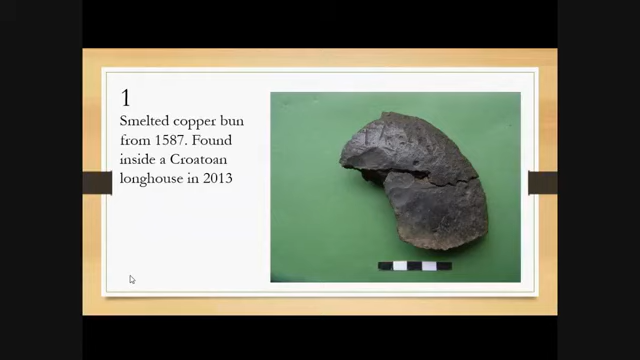 1
Smelted copper bun
from 1587. Found
inside a Croatoan
longhouse in 2013